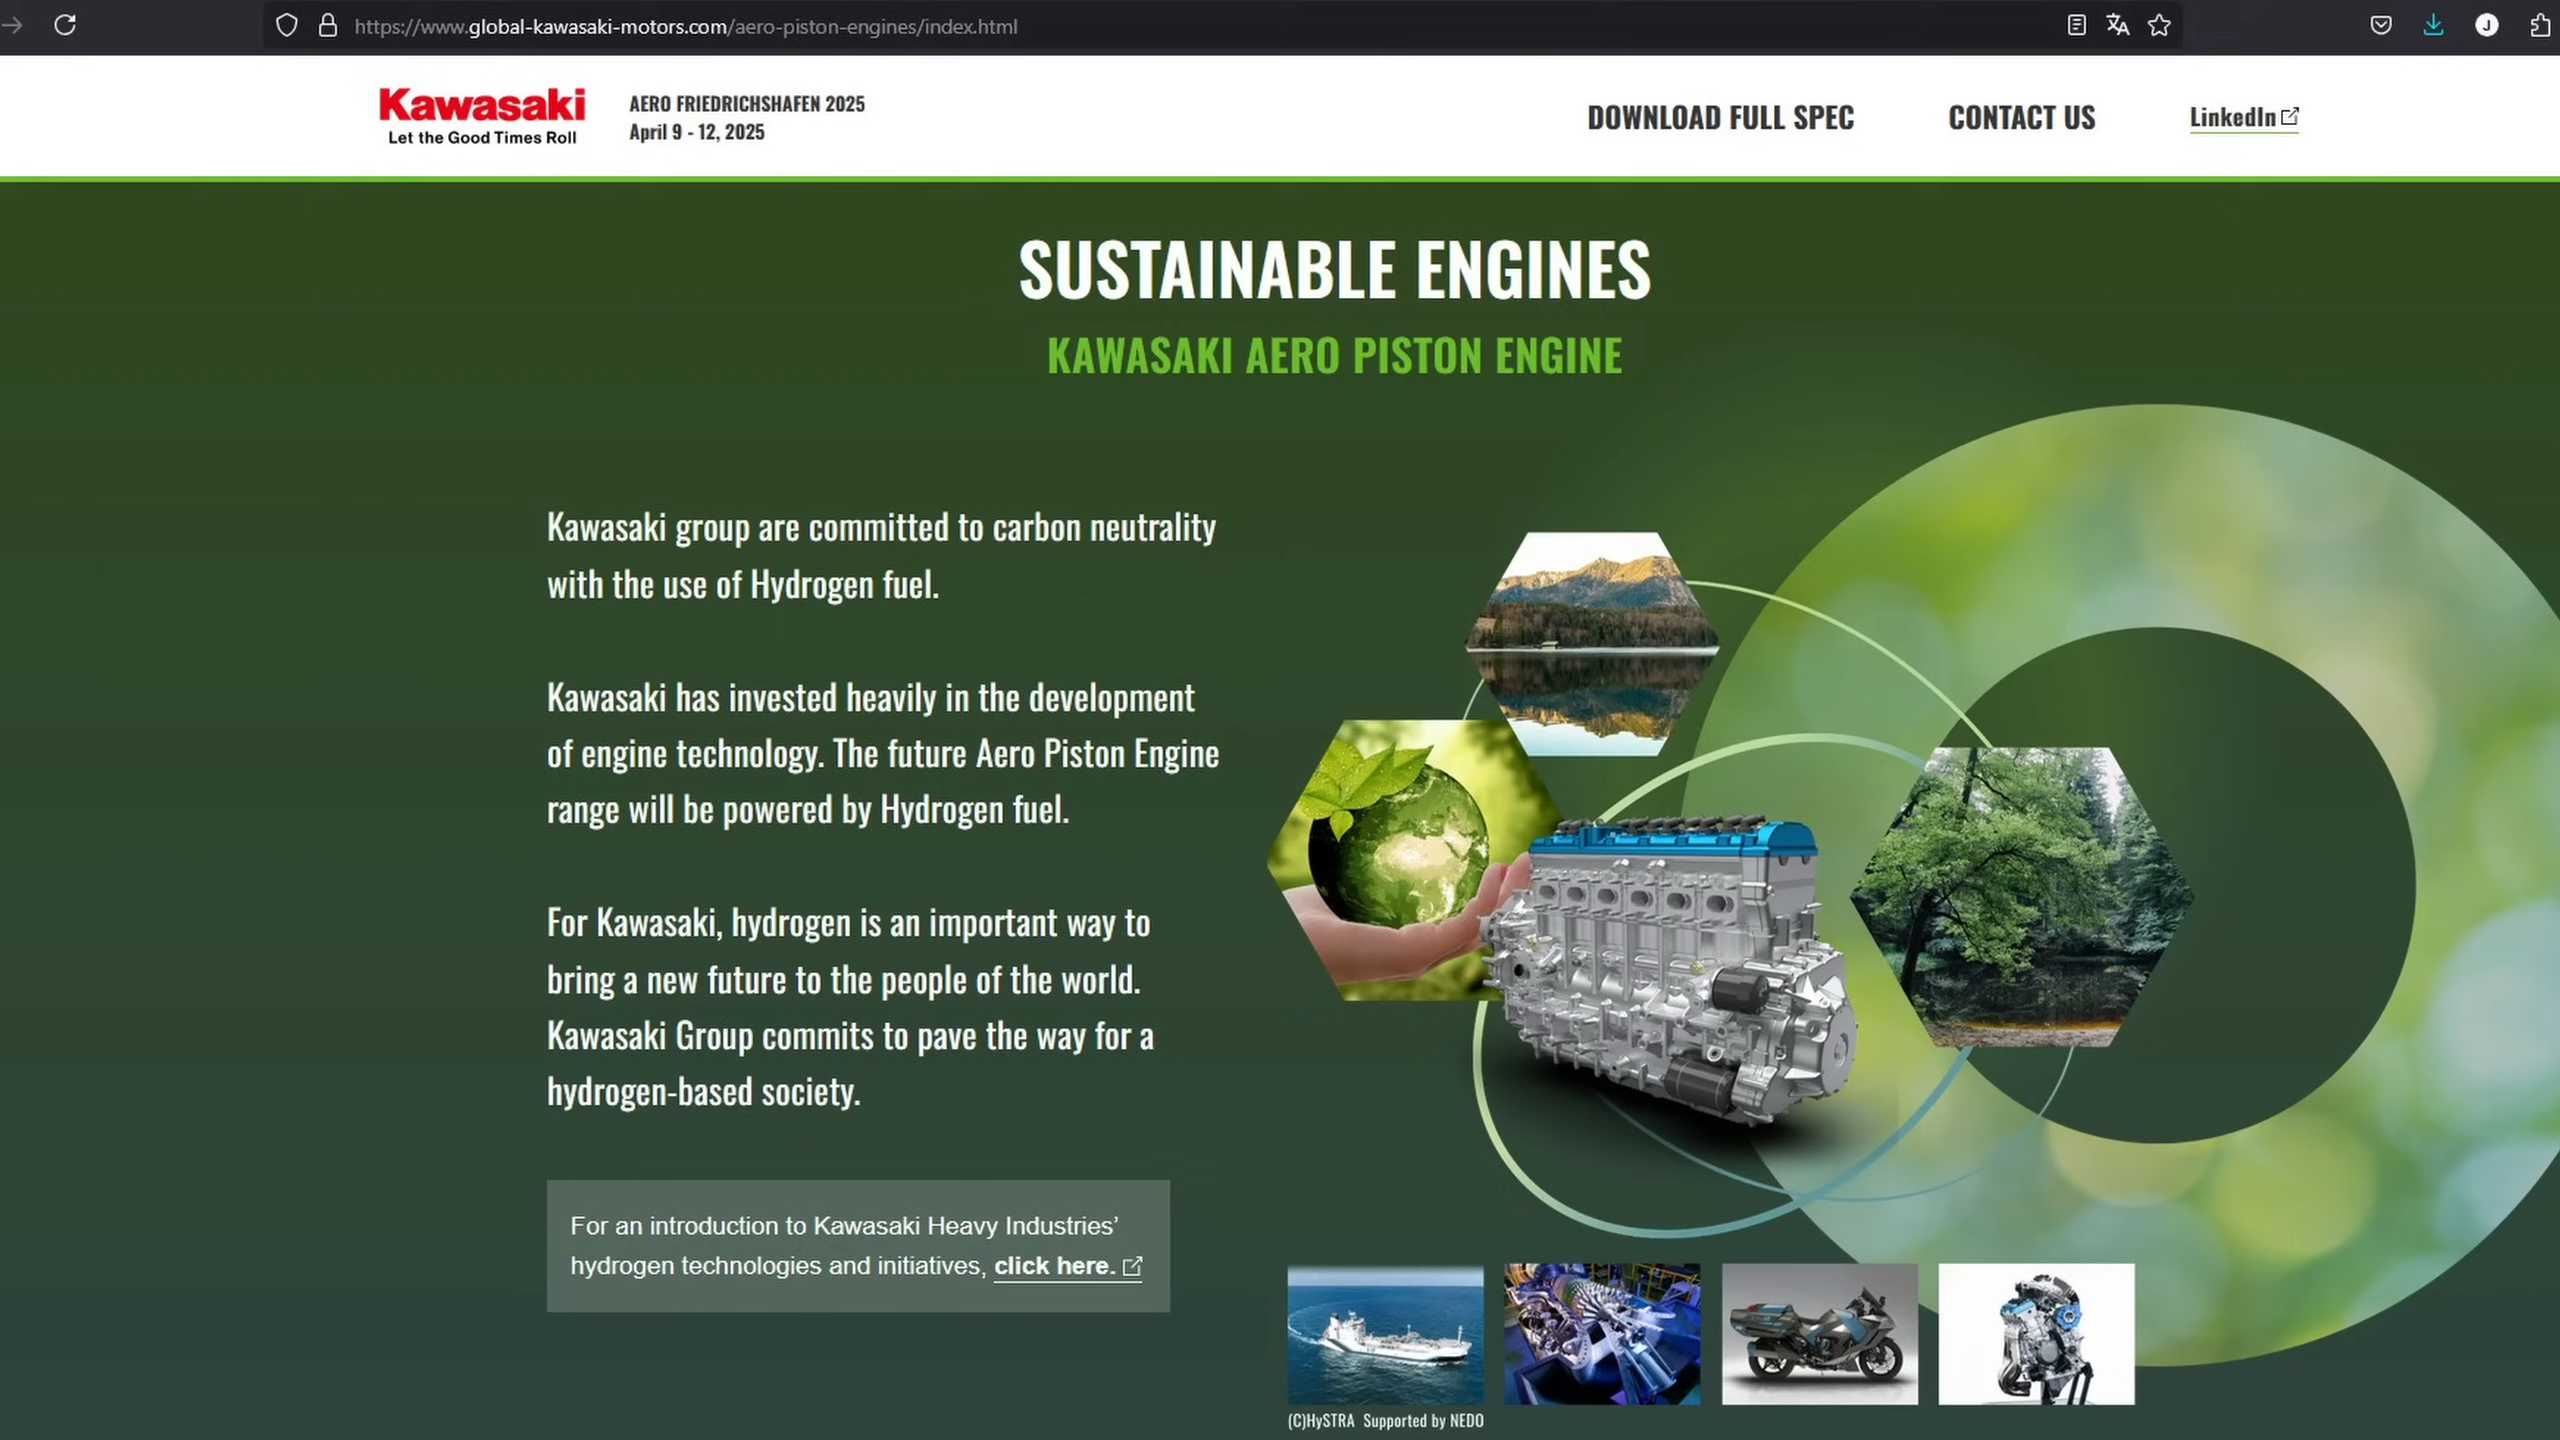 https://www.global-kawasaki-motors.com/aero-piston-engines/index.html
J
Kawasaki
Let the Good Times Roll
AERO FRIEDRICHSHAFEN 2025
April 9 - 12, 2025
DOWNLOAD FULL SPEC
CONTACT US
LinkedIn
SUSTAINABLE ENGINES
KAWASAKI AERO PISTON ENGINE
Kawasaki group are committed to carbon neutrality
with the use of Hydrogen fuel.
Kawasaki has invested heavily in the development
of engine technology. The future Aero Piston Engine
range will be powered by Hydrogen fuel.
For Kawasaki, hydrogen is an important way to
bring a new future to the people of the world.
Kawasaki Group commits to pave the way for a
hydrogen-based society.
For an introduction to Kawasaki Heavy Industries’
hydrogen technologies and initiatives, click here.
(C)HySTRA Supported by NEDO